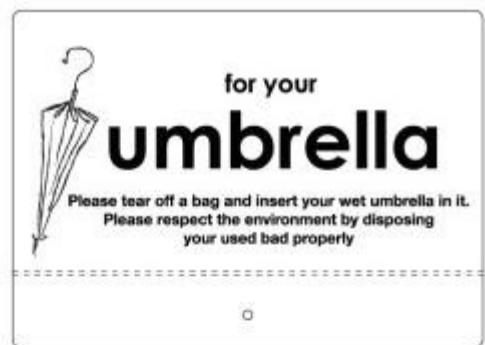 for your
umbrella
Please tear off a bag and insert your wet umbrella in it.
Please respect the environment by disposing
your used bad properly